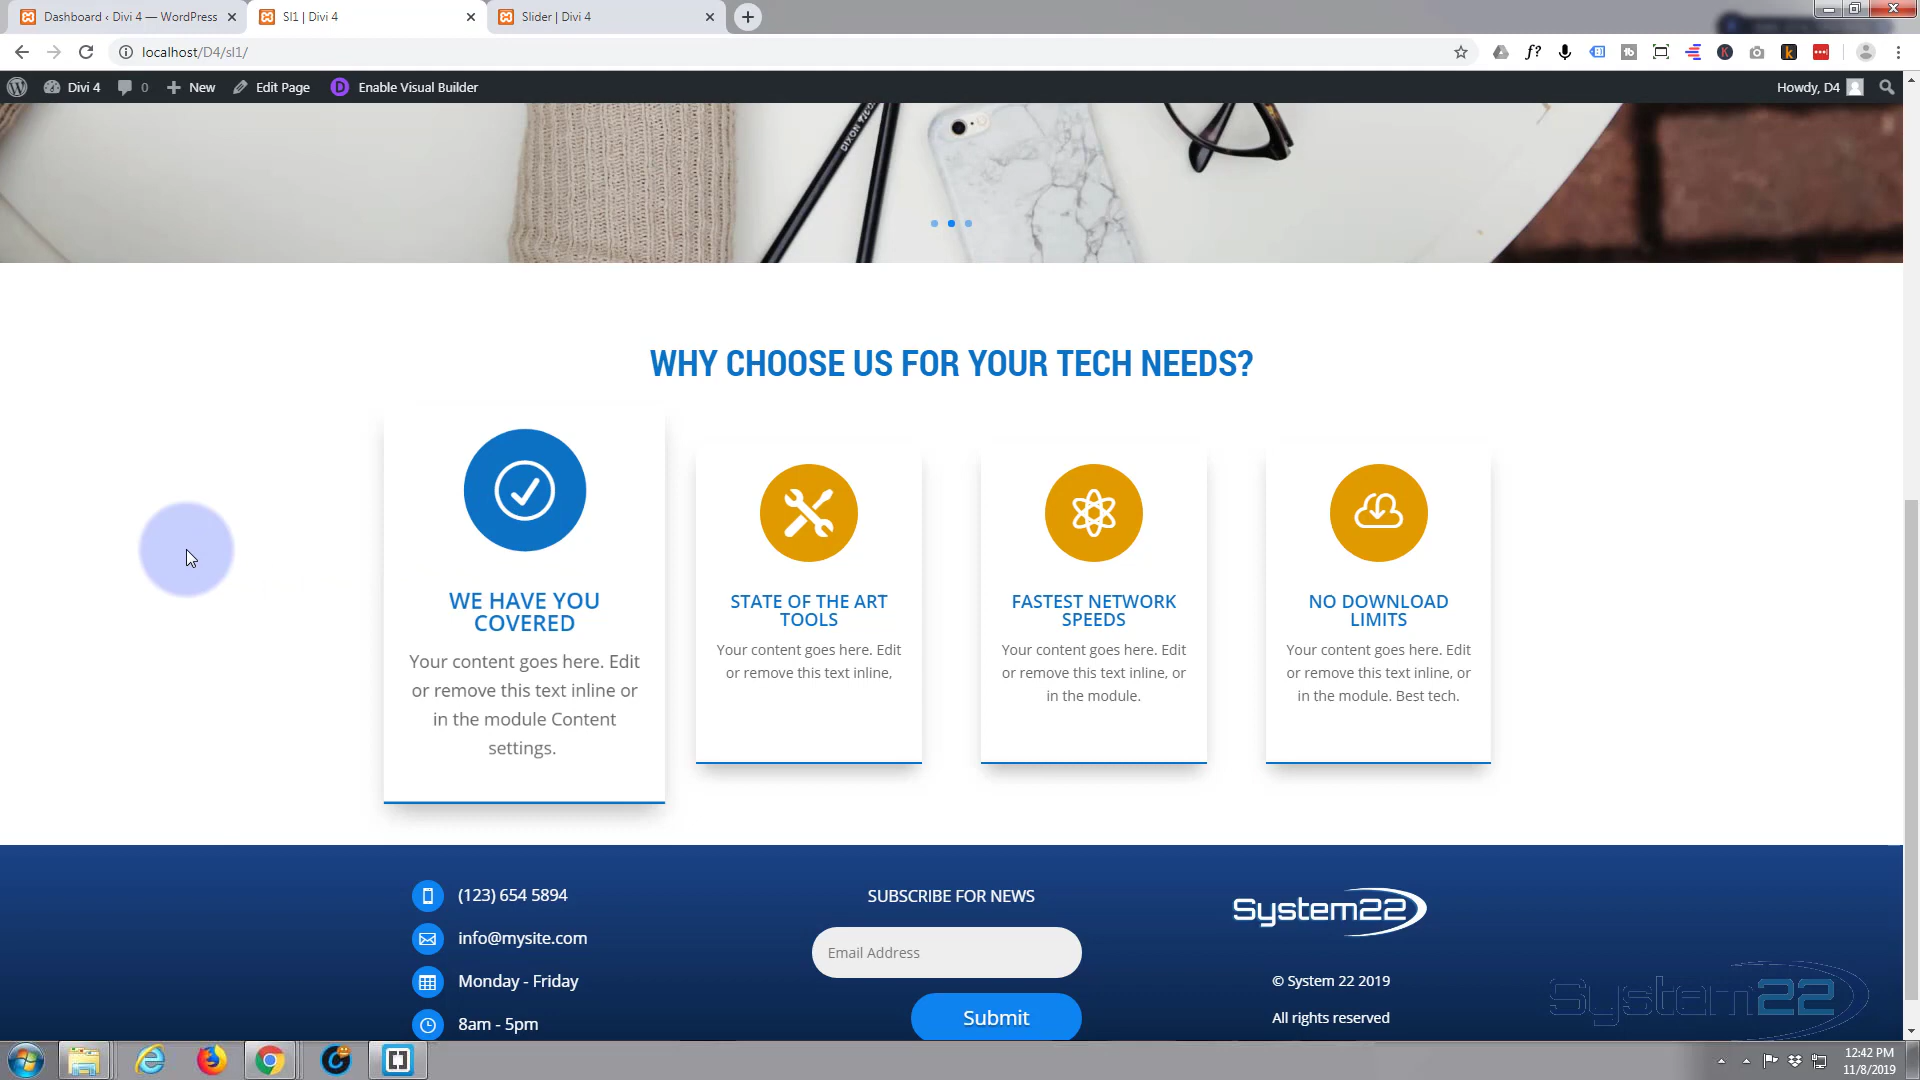 Dashboard ‹ Divi 4 — WordPress
Sl1 | Divi 4
Slider | Divi 4
localhost/D4/sl1/
Divi 4
0
New
Edit Page
Enable Visual Builder
Howdy, D4
DIXON
WHY CHOOSE US FOR YOUR TECH NEEDS?
WE HAVE YOU
COVERED
Your content goes here. Edit
or remove this text inline or
in the module Content
settings.
STATE OF THE ART
TOOLS
Your content goes here. Edit
or remove this text inline,
FASTEST NETWORK
SPEEDS
Your content goes here. Edit
or remove this text inline, or
in the module.
NO DOWNLOAD
LIMITS
Your content goes here. Edit
or remove this text inline, or
in the module. Best tech.
(123) 654 5894
info@mysite.com
Monday - Friday
8am - 5pm
SUBSCRIBE FOR NEWS
Email Address
Submit
System22
© System 22 2019
All rights reserved
System22
12:42 PM
11/8/2019